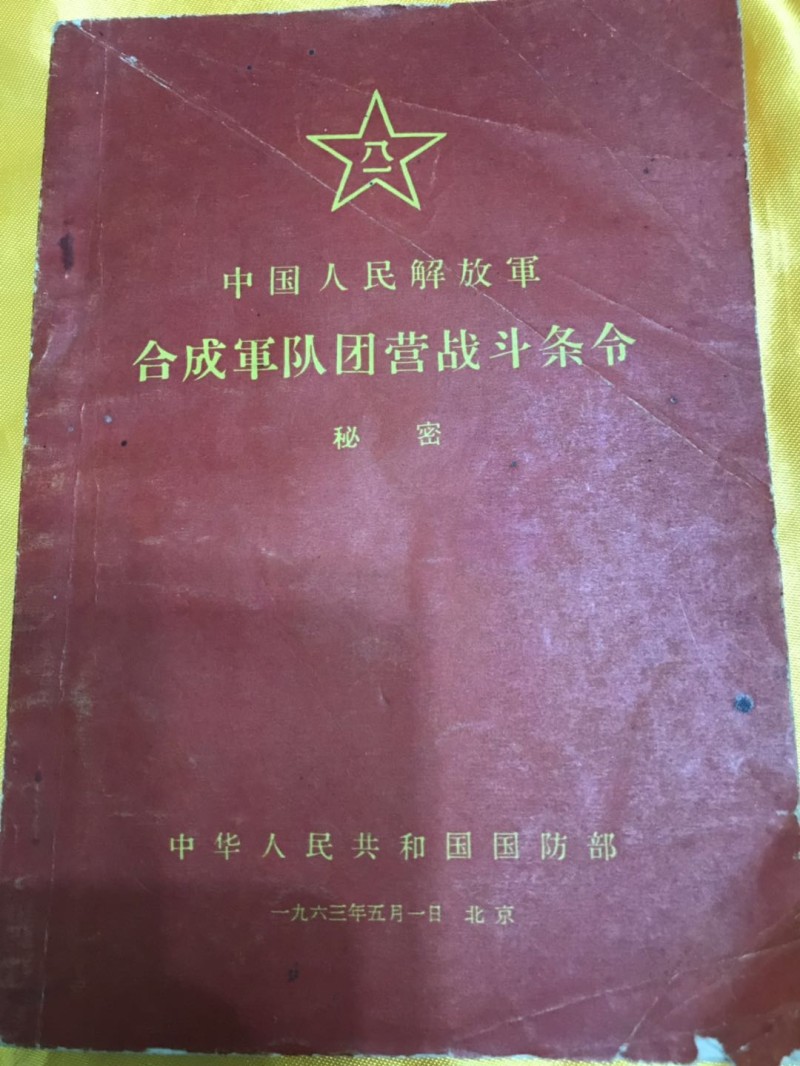 八一
中国人民解放軍
合成軍队团营战斗条令
秘 密
中华人民共和国国防部
一九六三年五月一日 北京